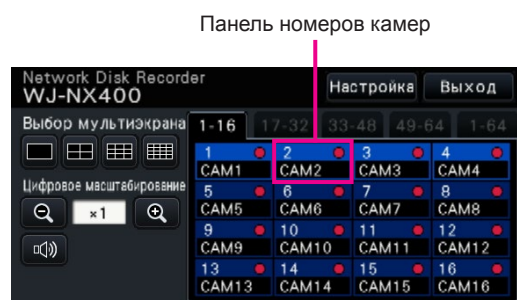 Панель номеров камер
Network Disk Recorder
WJ-NX400
Настройка Выход
Выбор мультиэкрана
1-16 17-32 33-48 49-64 1-64
1 2 3 4
CAM1 CAM2 CAM3 CAM4
Цифровое масштабирование
5 6 7 8
CAM5 CAM6 CAM7 CAM8
×1
9 10 11 12
CAM9 CAM10 CAM11 CAM12
13 14 15 16
CAM13 CAM14 CAM15 CAM16